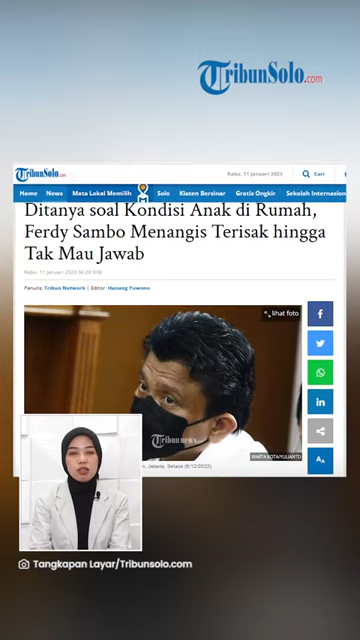 TribunSolo.com
TribunSolo.com
Rabu, 11 Januari 2023
Cari
Home News Mata Lokal Memilih Solo Klaten Bersinar Gratis Ongkir Sekolah Internasion
Ditanya soal Kondisi Anak di Rumah,
Ferdy Sambo Menangis Terisak hingga
Tak Mau Jawab
Rabu, 11 Januari 2023 06:29 WIB
Penulis: Tribun Network | Editor: Hanang Yuwono
lihat foto
Tribunnews
WARTA KOTA/YULIANTO
n, Jakarta, Selasa (6/12/2022).
Tangkapan Layar/Tribunsolo.com